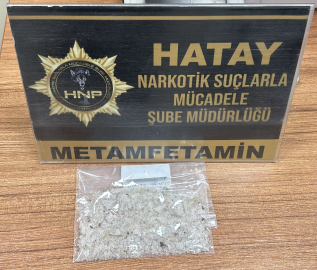 HATAY
NARKOTİK SUÇLARLA
MÜCADELE
ŞUBE MÜDÜRLÜĞÜ
HNP
METAMFETAMİN